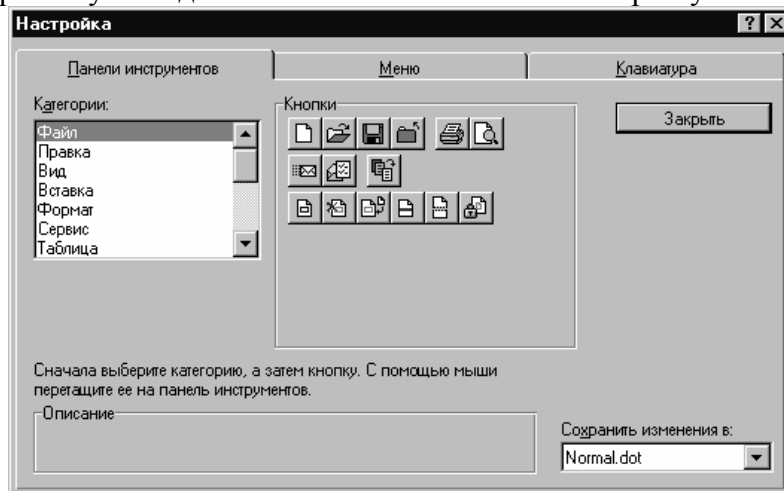 Настройка
Панели инструментов
Меню
Клавиатура
Категории:
Файл
Правка
Вид
Вставка
Формат
Сервис
Таблица
Кнопки
Закрыть
Сначала выберите категорию, а затем кнопку. С помощью мыши
перетащите ее на панель инструментов.
Описание
Сохранить изменения в:
Normal.dot